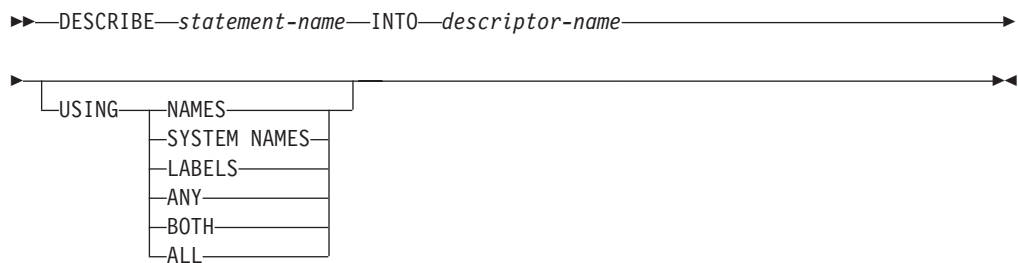 DESCRIBE statement-name INTO descriptor-name
USING NAMES
SYSTEM NAMES
LABELS
ANY
BOTH
ALL